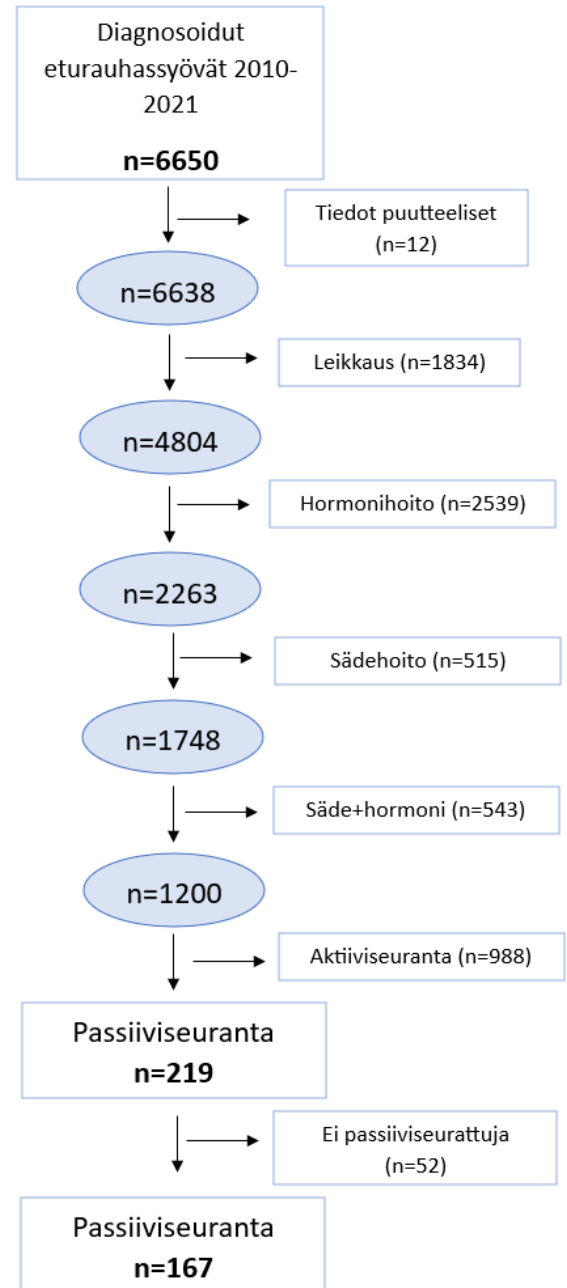 Diagnosoidut
eturauhassyövät 2010-
2021
n=6650
Tiedot puutteeliset
(n=12)
n=6638
Leikkaus (n=1834)
n=4804
Hormonihoito (n=2539)
n=2263
Sädehoito (n=515)
n=1748
Säde+hormoni (n=543)
n=1200
Aktiiviseuranta (n=988)
Passiiviseuranta
n=219
Ei passiiviseurattuja
(n=52)
Passiiviseuranta
n=167